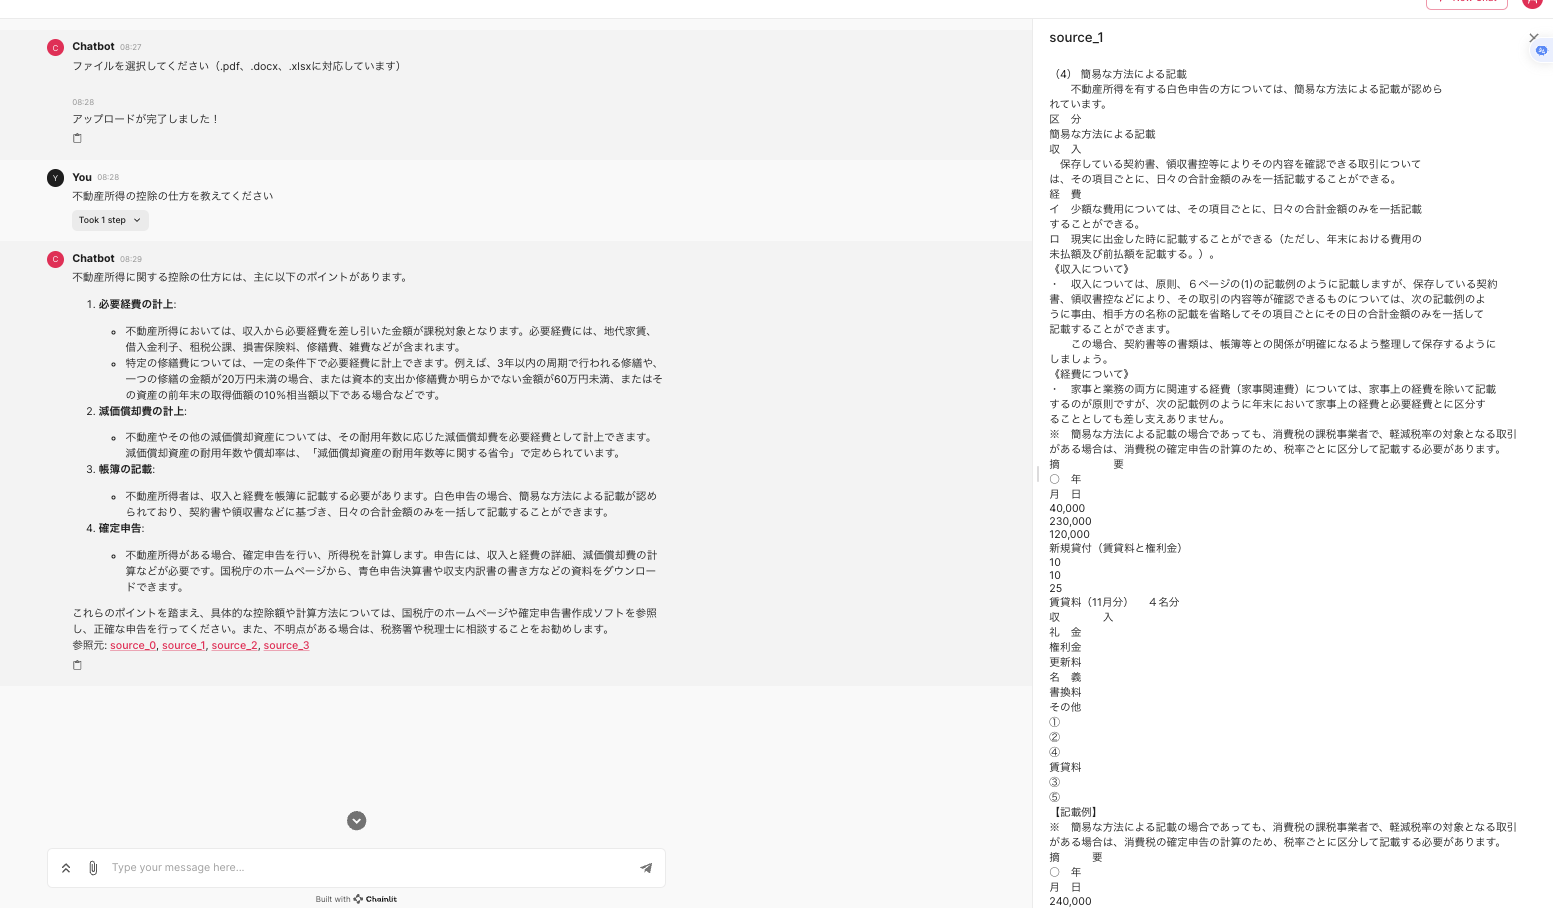 Chatbot 08:27
ファイルを選択してください（.pdf、.docx、.xlsxに対応しています）
08:28
アップロードが完了しました！
You 08:28
不動産所得の控除の仕方を教えてください
Took 1 step
Chatbot 08:29
不動産所得に関する控除の仕方には、主に以下のポイントがあります。
1. 必要経費の計上:
不動産所得においては、収入から必要経費を差し引いた金額が課税対象となります。必要経費には、地代家賃、
借入金利子、租税公課、損害保険料、修繕費、雑費などが含まれます。
特定の修繕費については、一定の条件下で必要経費に計上できます。例えば、3年以内の周期で行われる修繕や、
一つの修繕の金額が20万円未満の場合、または資本的支出か修繕費か明らかでない金額が60万円未満、またはそ
の資産の前年末の取得価額の10%相当額以下である場合などです。
2. 減価償却費の計上:
不動産やその他の減価償却資産については、その耐用年数に応じた減価償却費を必要経費として計上できます。
減価償却資産の耐用年数や償却率は、「減価償却資産の耐用年数等に関する省令」で定められています。
3. 帳簿の記載:
不動産所得者は、収入と経費を帳簿に記載する必要があります。白色申告の場合、簡易な方法による記載が認め
られており、契約書や領収書などに基づき、日々の合計金額のみを一括して記載することができます。
4. 確定申告:
不動産所得がある場合、確定申告を行い、所得税を計算します。申告には、収入と経費の詳細、減価償却費の計
算などが必要です。国税庁のホームページから、青色申告決算書や収支内訳書の書き方などの資料をダウンロー
ドできます。
これらのポイントを踏まえ、具体的な控除額や計算方法については、国税庁のホームページや確定申告書作成ソフトを参照
し、正確な申告を行ってください。また、不明点がある場合は、税務署や税理士に相談することをお勧めします。
参照元: source_0, source_1, source_2, source_3
Type your message here...
Built with Chainlit
source_1
（4） 簡易な方法による記載
不動産所得を有する白色申告の方については、簡易な方法による記載が認めら
れています。
区　分
簡易な方法による記載
収　入
保存している契約書、領収書控等によりその内容を確認できる取引について
は、その項目ごとに、日々の合計金額のみを一括記載することができる。
経　費
イ　少額な費用については、その項目ごとに、日々の合計金額のみを一括記載
することができる。
ロ　現実に出金した時に記載することができる（ただし、年末における費用の
未払額及び前払額を記載する。）。
《収入について》
・　収入については、原則、６ページの(1)の記載例のように記載しますが、保存している契約
書、領収書控などにより、その取引の内容等が確認できるものについては、次の記載例のよ
うに事由、相手方の名称の記載を省略してその項目ごとにその日の合計金額のみを一括して
記載することができます。
この場合、契約書等の書類は、帳簿等との関係が明確になるよう整理して保存するように
しましょう。
《経費について》
・　家事と業務の両方に関連する経費（家事関連費）については、家事上の経費を除いて記載
するのが原則ですが、次の記載例のように年末において家事上の経費と必要経費とに区分す
ることとしても差し支えありません。
※　簡易な方法による記載の場合であっても、消費税の課税事業者で、軽減税率の対象となる取引
がある場合は、消費税の確定申告の計算のため、税率ごとに区分して記載する必要があります。
摘　　　　　要
〇　年
月　日
40,000
230,000
120,000
新規貸付（賃貸料と権利金）
10
10
25
賃貸料（11月分）　４名分
収　　　　入
礼　金
権利金
更新料
名　義
書換料
その他
①
②
④
賃貸料
③
⑤
【記載例】
※　簡易な方法による記載の場合であっても、消費税の課税事業者で、軽減税率の対象となる取引
がある場合は、消費税の確定申告の計算のため、税率ごとに区分して記載する必要があります。
摘　　　要
〇　年
月　日
240,000